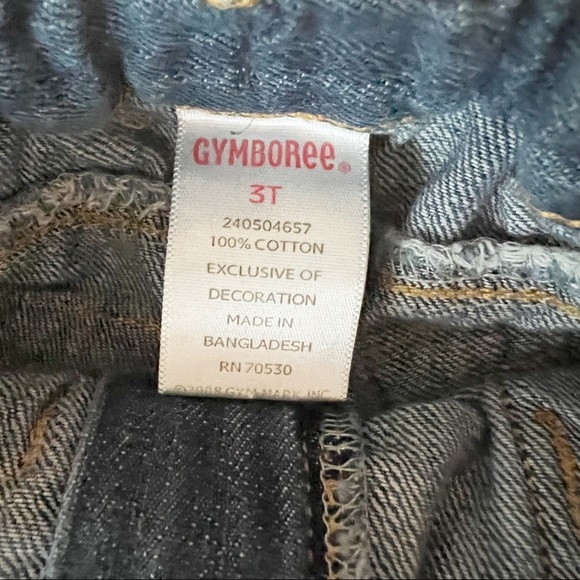 GYMBOREE®
3T
240504657
100% COTTON
EXCLUSIVE OF
DECORATION
MADE IN
BANGLADESH
RN 70530
©2008 GYM-MARK, INC.